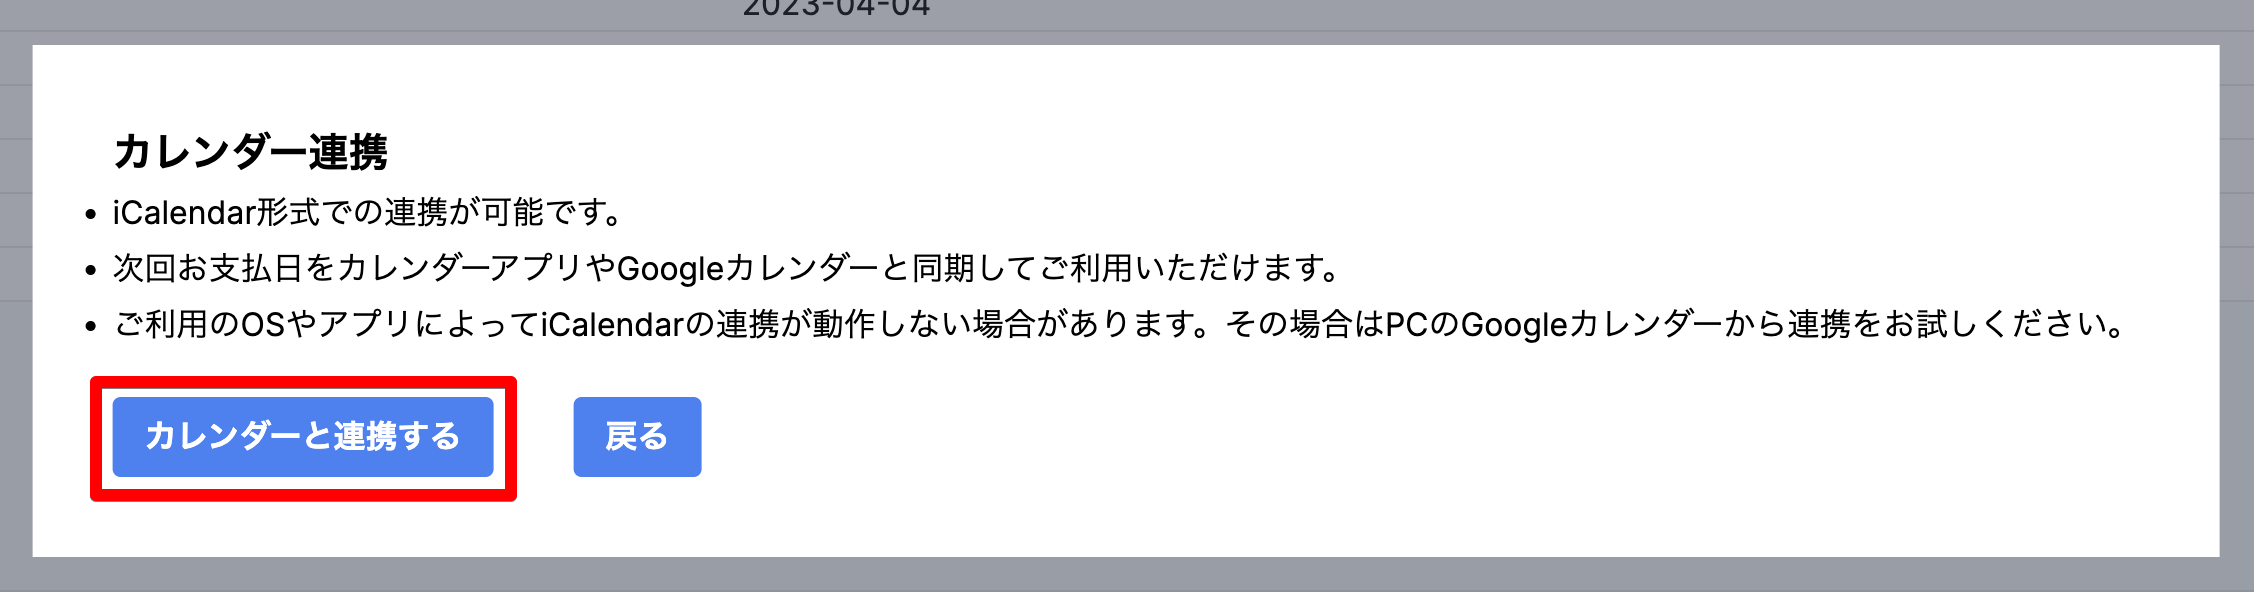 2023-04-04
カレンダー連携
• iCalendar形式での連携が可能です。
• 次回お支払日をカレンダーアプリやGoogleカレンダーと同期してご利用いただけます。
• ご利用のOSやアプリによってiCalendarの連携が動作しない場合があります。その場合はPCのGoogleカレンダーから連携をお試しください。
カレンダーと連携する 戻る